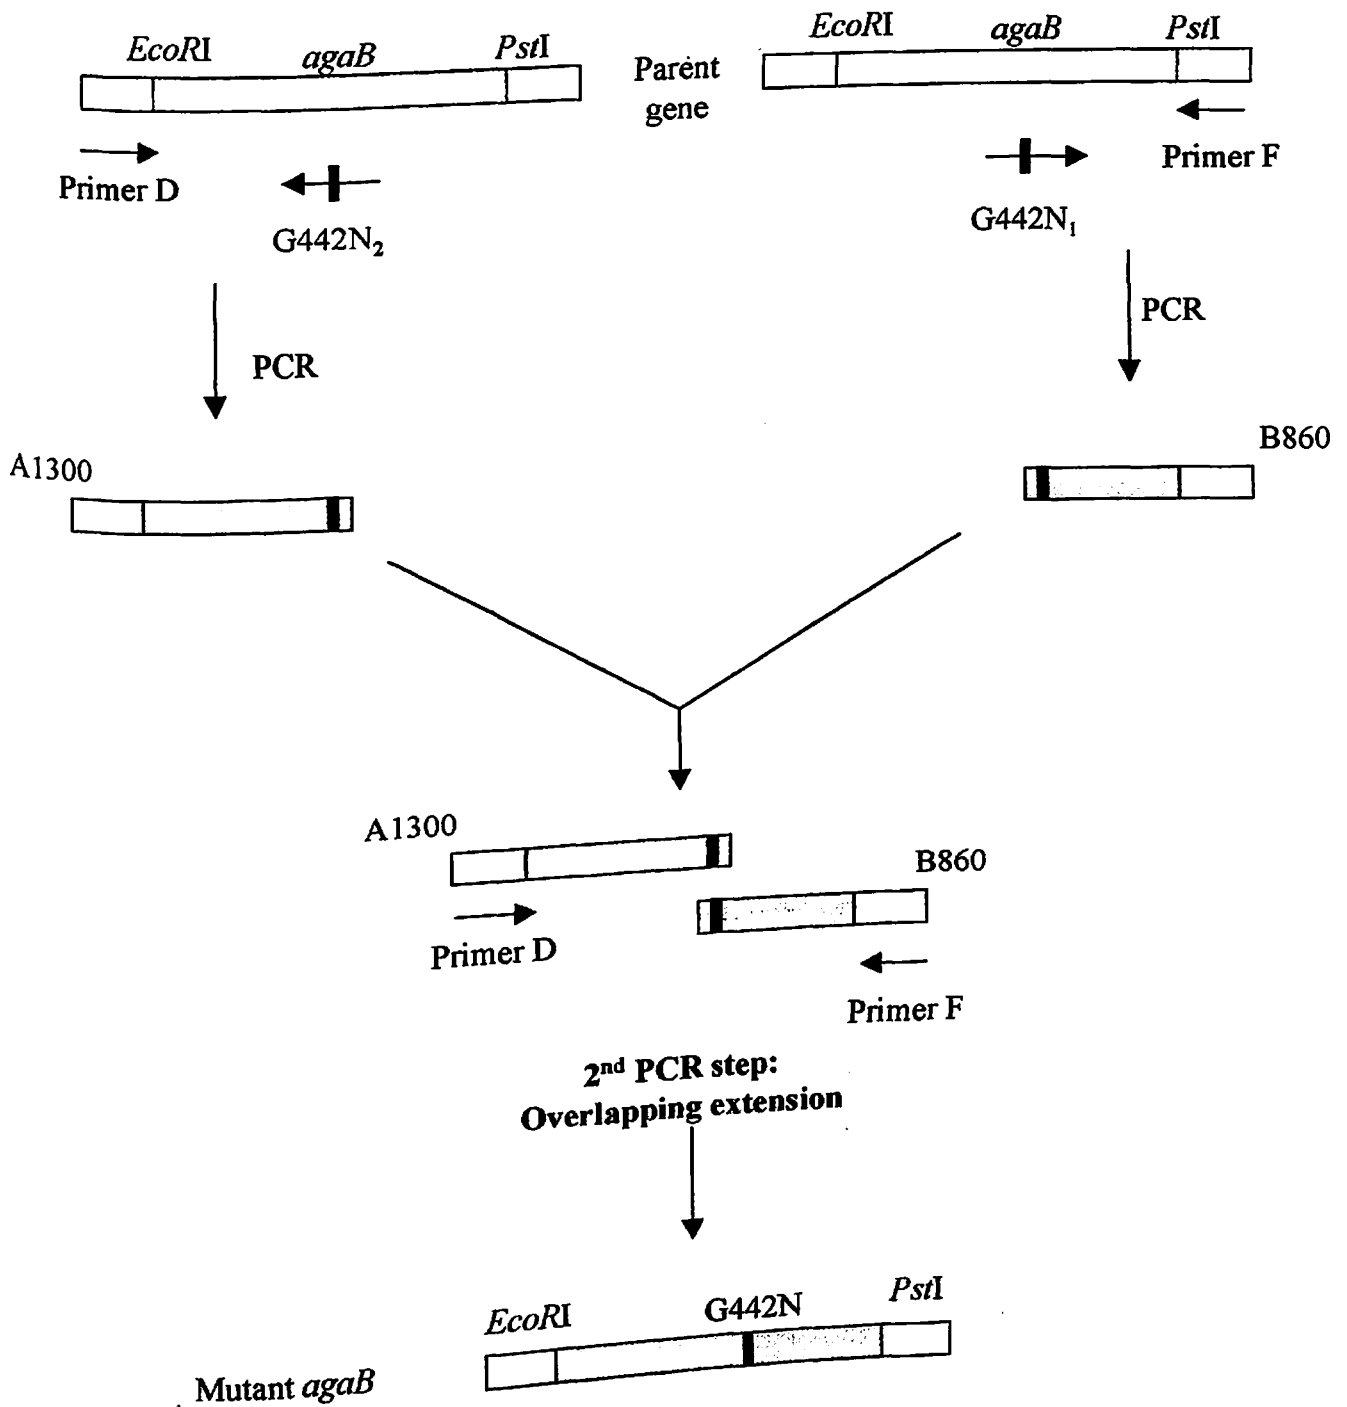 EcoRI agaB PstI
Parent
gene
EcoRI agaB PstI
Primer D
G442N₂
Primer F
G442N₁
PCR
PCR
A1300
B860
A1300
B860
Primer D
Primer F
2nd PCR step:
Overlapping extension
EcoRI G442N PstI
Mutant agaB